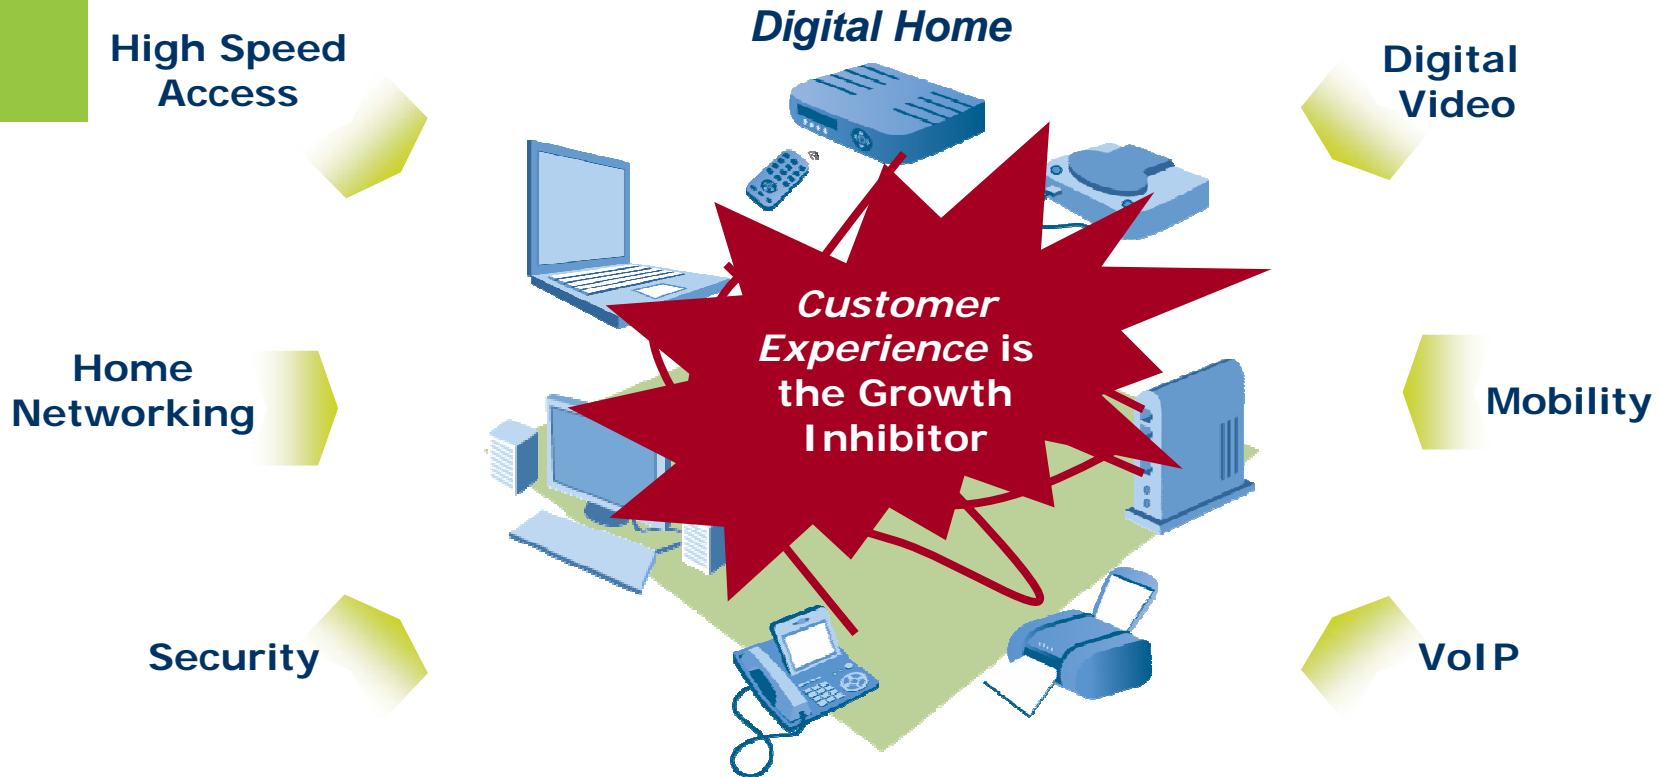 Digital Home
High Speed
Access
Digital
Video
Customer
Experience is
the Growth
Inhibitor
Home
Networking
Mobility
Security
VoIP